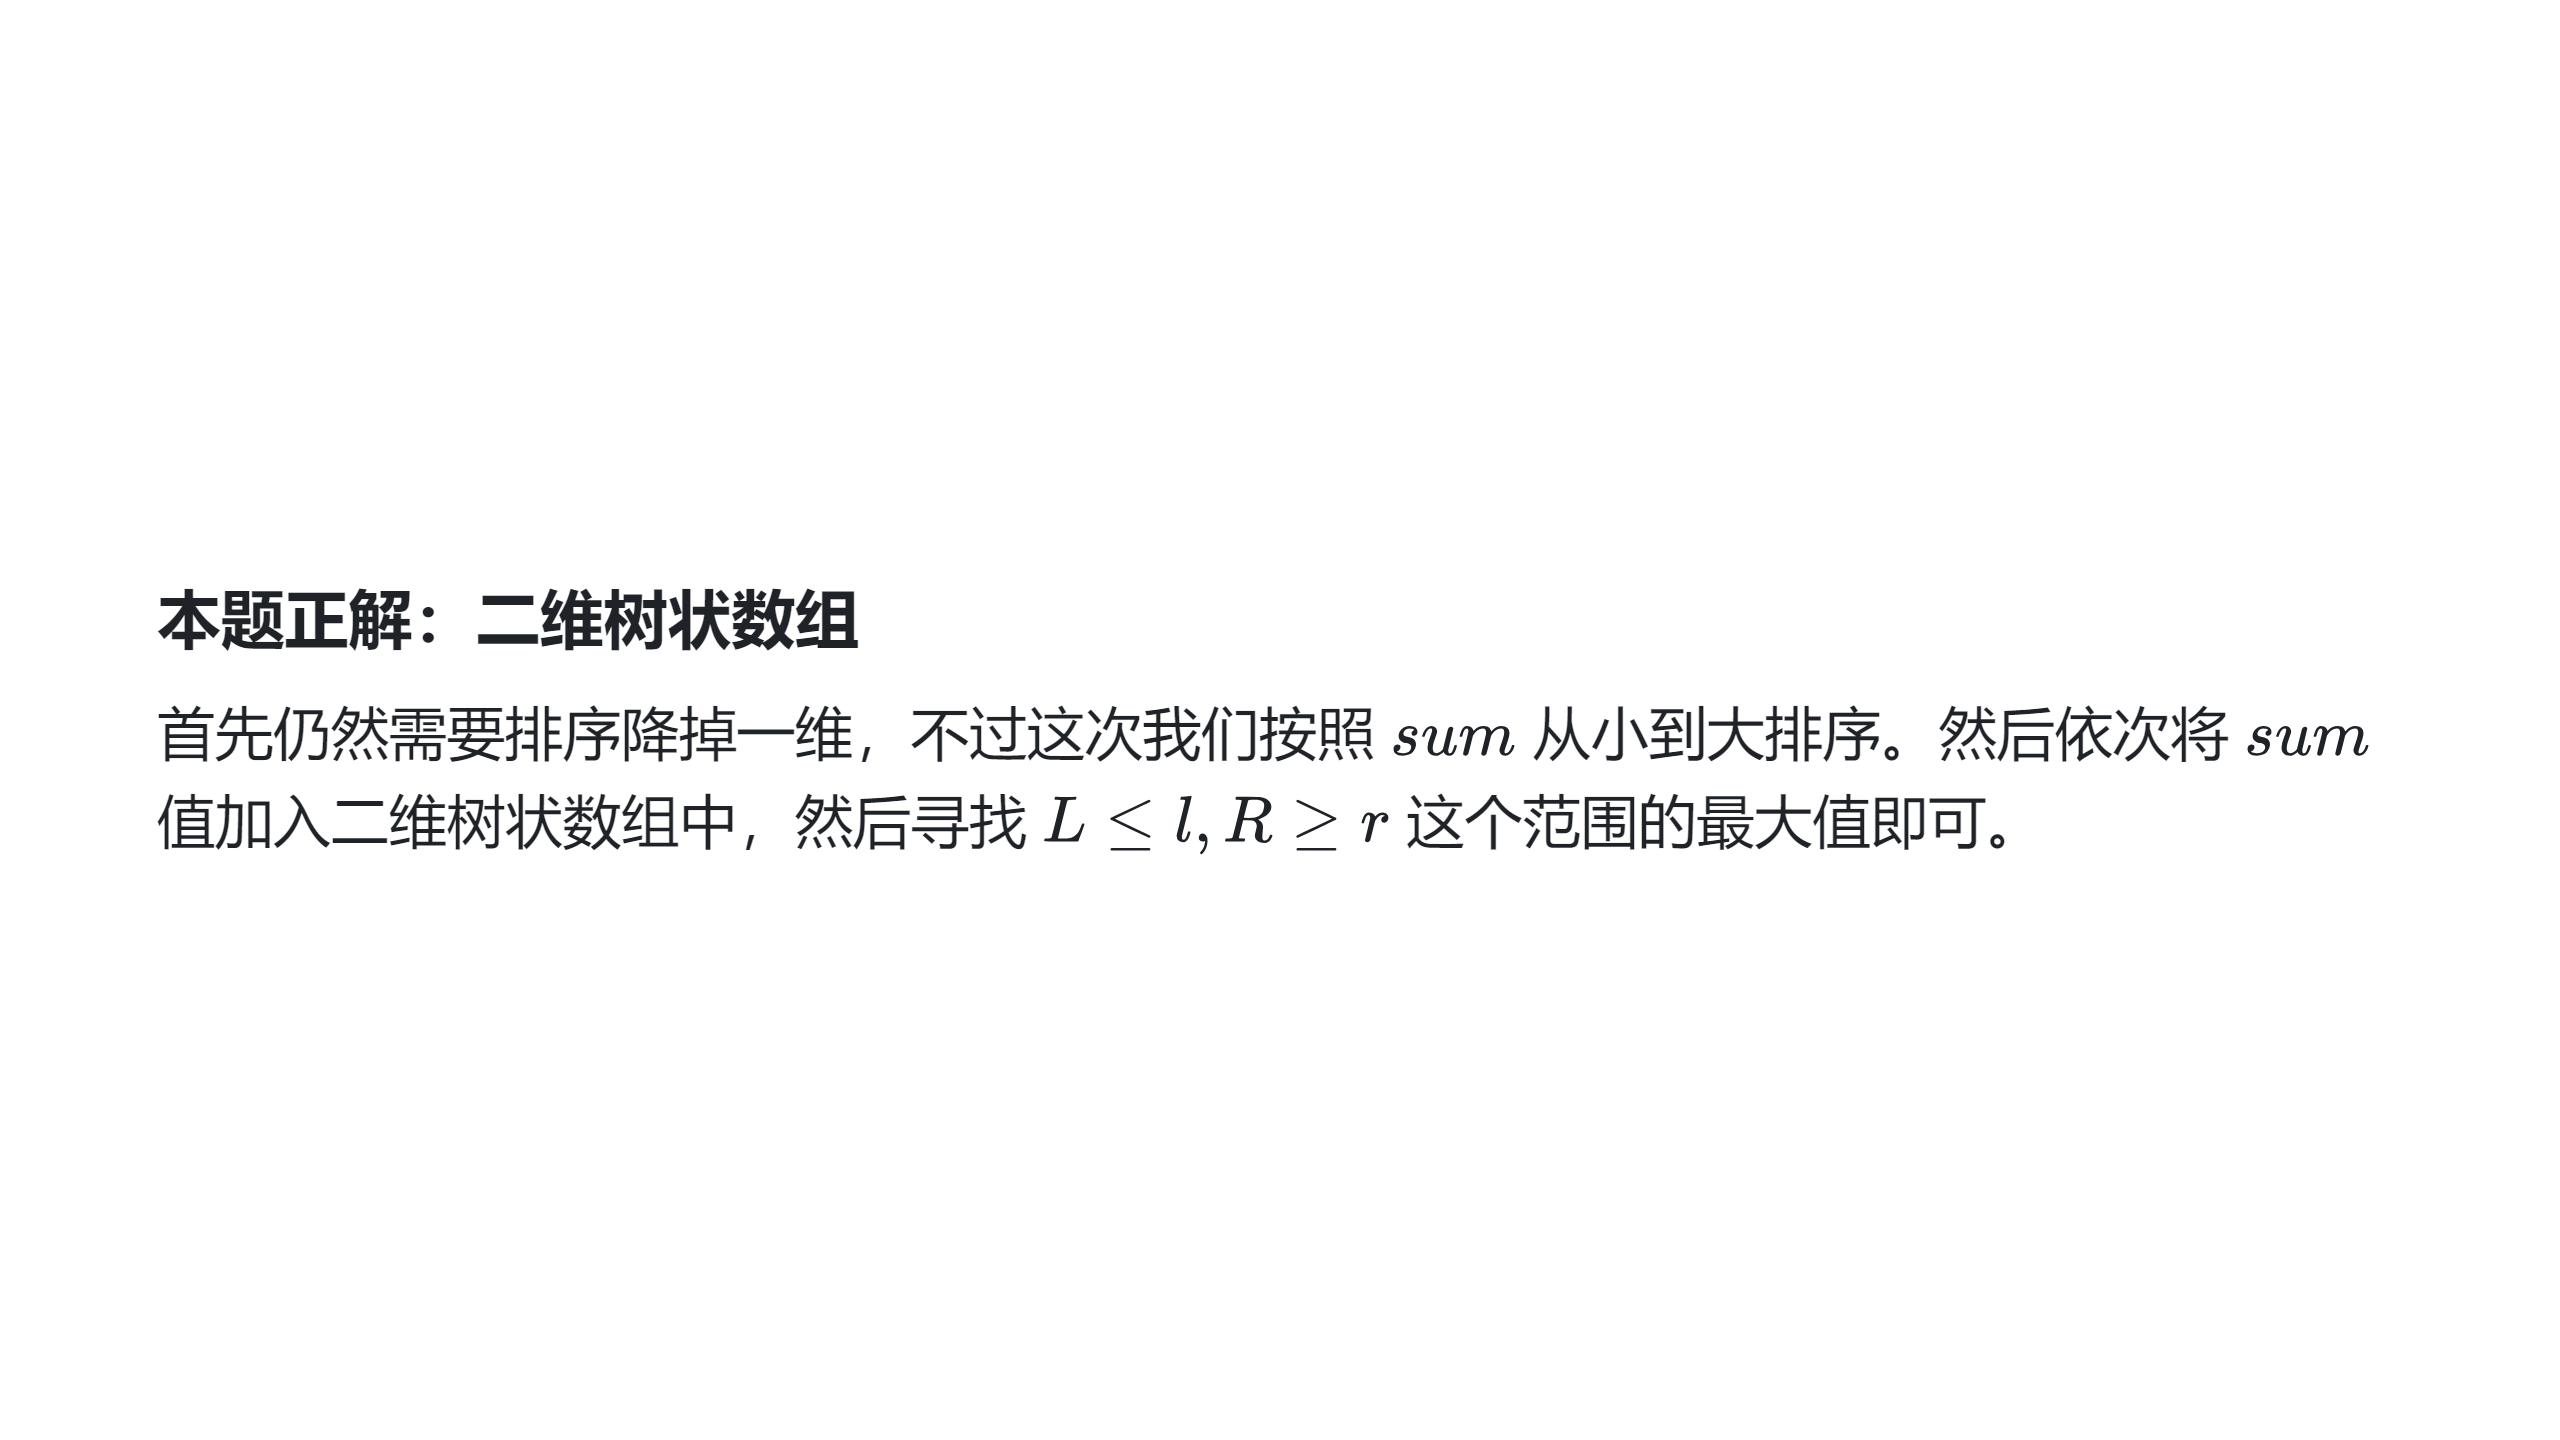 本题正解：二维树状数组
首先仍然需要排序降掉一维，不过这次我们按照 sum 从小到大排序。然后依次将 sum
值加入二维树状数组中，然后寻找 L ≤ l, R ≥ r 这个范围的最大值即可。